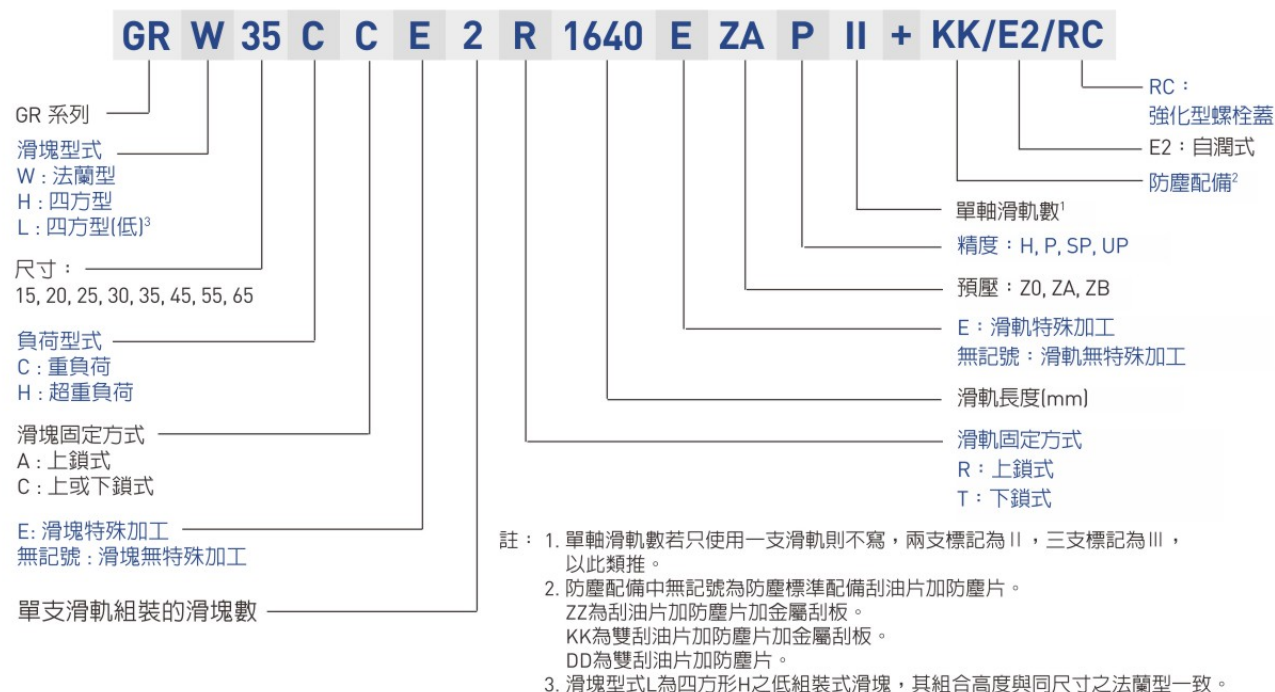 GR W 35 C C E 2 R 1640 E ZA P II + KK/E2/RC
GR 系列
滑塊型式
W : 法蘭型
H : 四方型
L : 四方型(低)³
尺寸：
15, 20, 25, 30, 35, 45, 55, 65
負荷型式
C : 重負荷
H : 超重負荷
滑塊固定方式
A : 上鎖式
C : 上或下鎖式
E: 滑塊特殊加工
無記號 : 滑塊無特殊加工
單支滑軌組裝的滑塊數
RC：
強化型螺栓蓋
E2：自潤式
防塵配備²
單軸滑軌數¹
精度：H, P, SP, UP
預壓：Z0, ZA, ZB
E：滑軌特殊加工
無記號：滑軌無特殊加工
滑軌長度(mm)
滑軌固定方式
R：上鎖式
T：下鎖式
註： 1. 單軸滑軌數若只使用一支滑軌則不寫，兩支標記為 II，三支標記為 III，
以此類推。
2. 防塵配備中無記號為防塵標準配備刮油片加防塵片。
ZZ為刮油片加防塵片加金屬刮板。
KK為雙刮油片加防塵片加金屬刮板。
DD為雙刮油片加防塵片。
3. 滑塊型式L為四方形H之低組裝式滑塊，其組合高度與同尺寸之法蘭型一致。